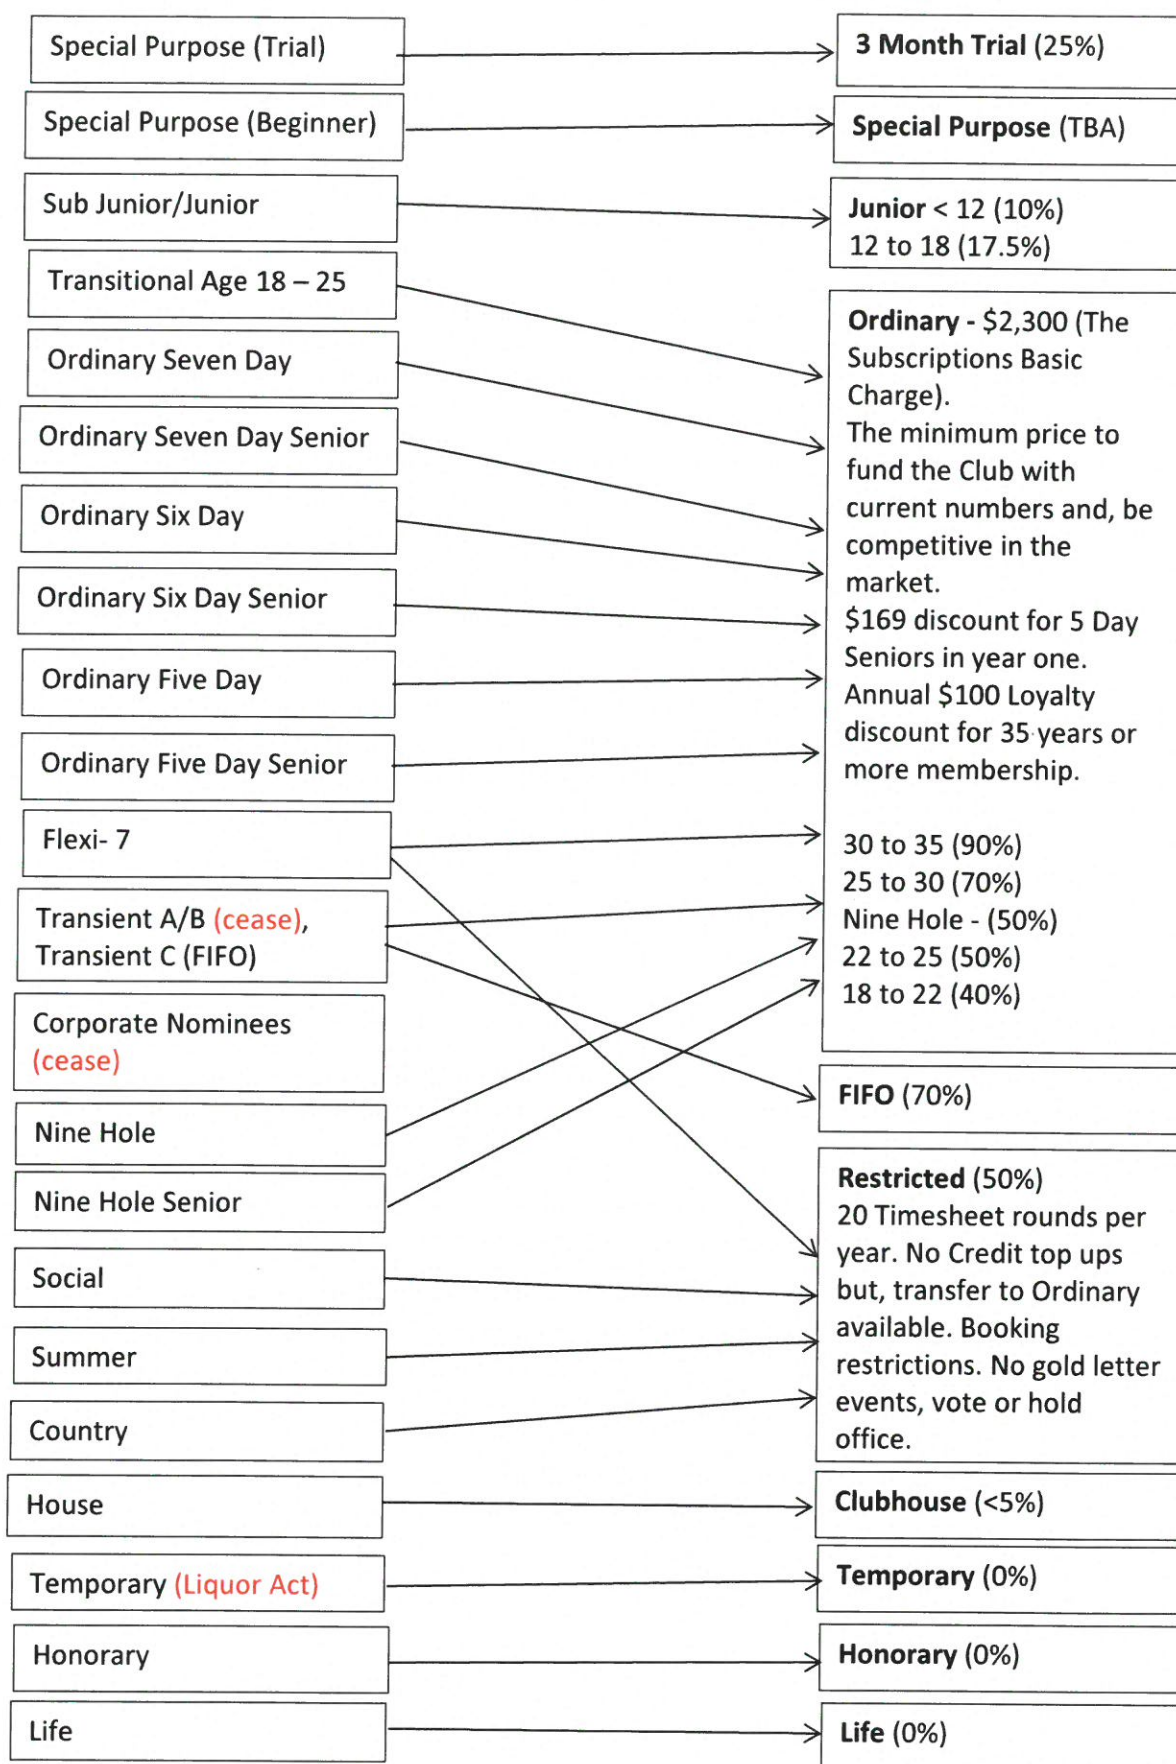 Special Purpose (Trial)
Special Purpose (Beginner)
Sub Junior/Junior
Transitional Age 18 – 25
Ordinary Seven Day
Ordinary Seven Day Senior
Ordinary Six Day
Ordinary Six Day Senior
Ordinary Five Day
Ordinary Five Day Senior
Flexi- 7
Transient A/B (cease),
Transient C (FIFO)
Corporate Nominees
(cease)
Nine Hole
Nine Hole Senior
Social
Summer
Country
House
Temporary (Liquor Act)
Honorary
Life
3 Month Trial (25%)
Special Purpose (TBA)
Junior < 12 (10%)
12 to 18 (17.5%)
Ordinary - $2,300 (The
Subscriptions Basic
Charge).
The minimum price to
fund the Club with
current numbers and, be
competitive in the
market.
$169 discount for 5 Day
Seniors in year one.
Annual $100 Loyalty
discount for 35 years or
more membership.
30 to 35 (90%)
25 to 30 (70%)
Nine Hole - (50%)
22 to 25 (50%)
18 to 22 (40%)
FIFO (70%)
Restricted (50%)
20 Timesheet rounds per
year. No Credit top ups
but, transfer to Ordinary
available. Booking
restrictions. No gold letter
events, vote or hold
office.
Clubhouse (<5%)
Temporary (0%)
Honorary (0%)
Life (0%)